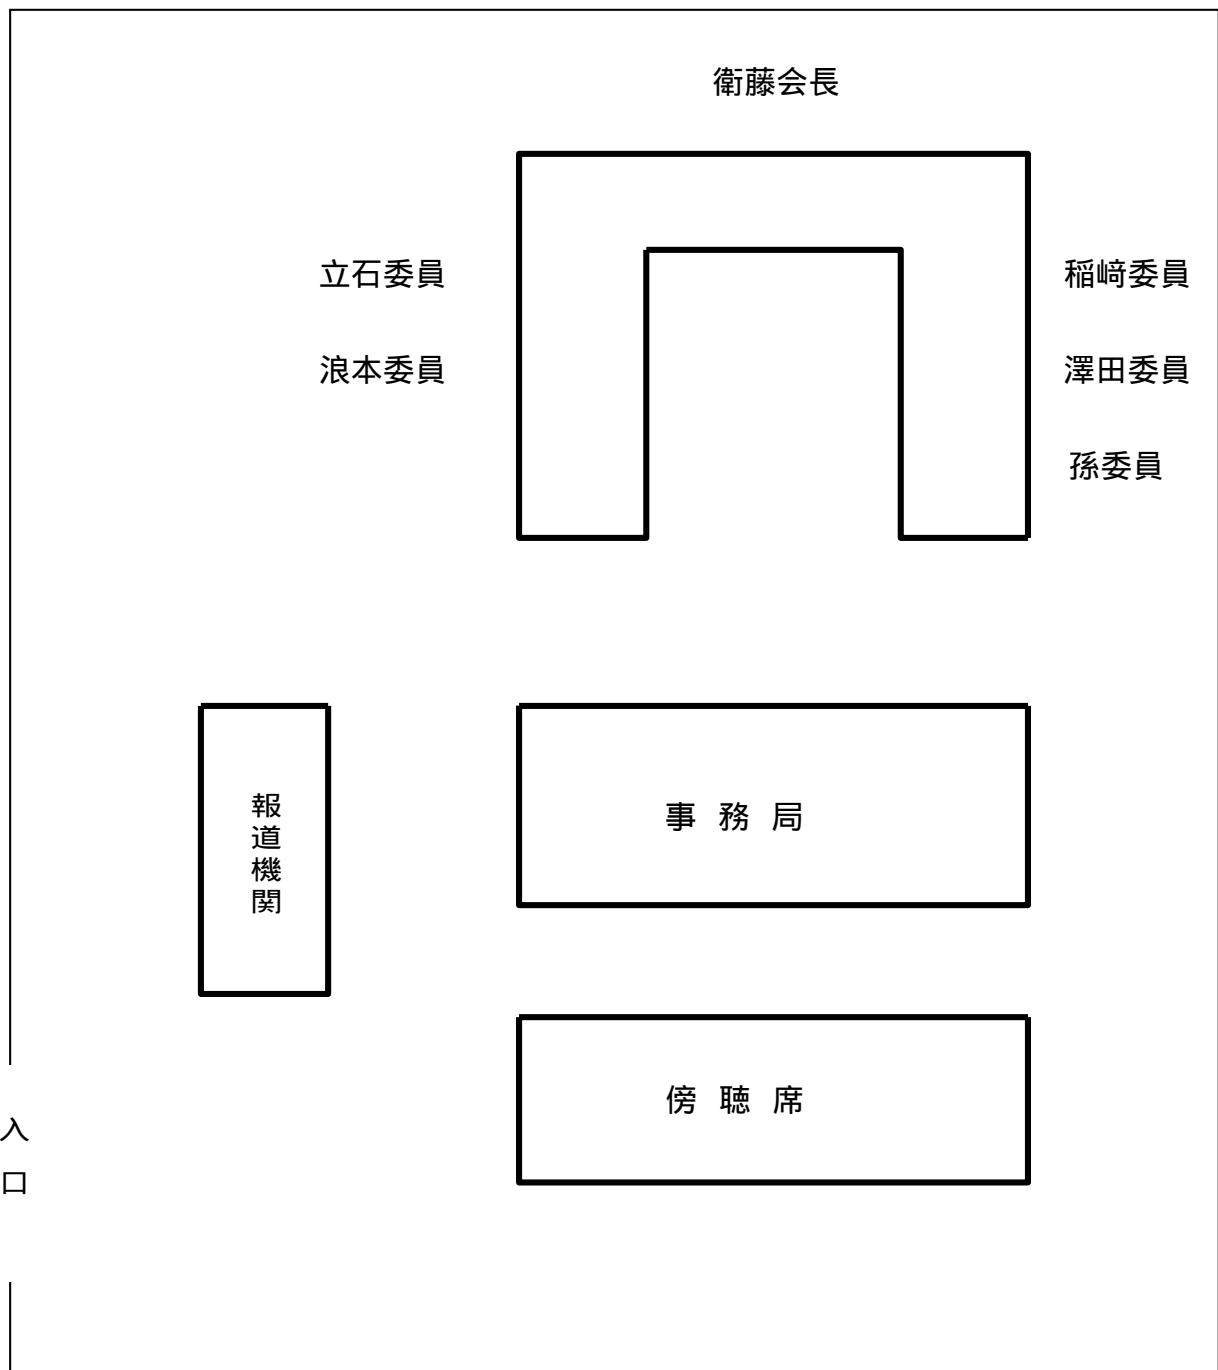 衛藤会長
立石委員
稲﨑委員
浪本委員
澤田委員
孫委員
報道機関
事 務 局
傍 聴 席
入口